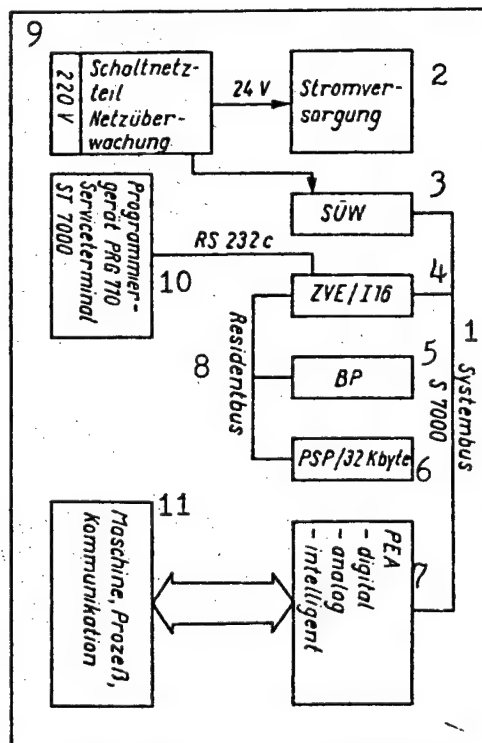 9
220 V
Schaltnetz-
teil
Netzüber-
wachung
24 V
Stromver-
sorgung
2
Programmier-
gerät PRG 710
Serviceterminal
ST 7000
10
RS 232c
SÜW
3
ZVE/I16
4
Residentbus
8
BP
5
PSP/32 Kbyte
6
1
Systembus
S 7000
Maschine, Prozeß,
Kommunikation
11
PEA
- digital
- analog
- intelligent
7